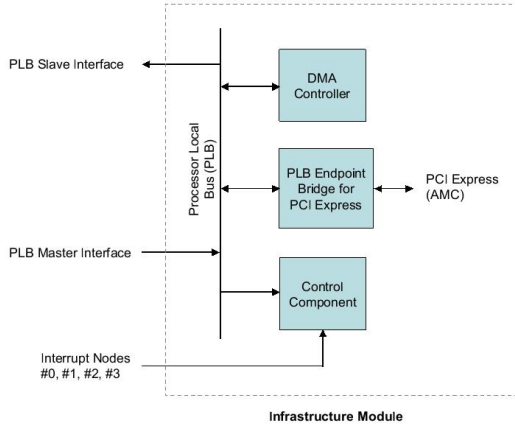 PLB Slave Interface
DMA
Controller
Processor Local
Bus (PLB)
PLB Endpoint
Bridge for
PCI Express
PCI Express
(AMC)
PLB Master Interface
Control
Component
Interrupt Nodes
#0, #1, #2, #3
Infrastructure Module